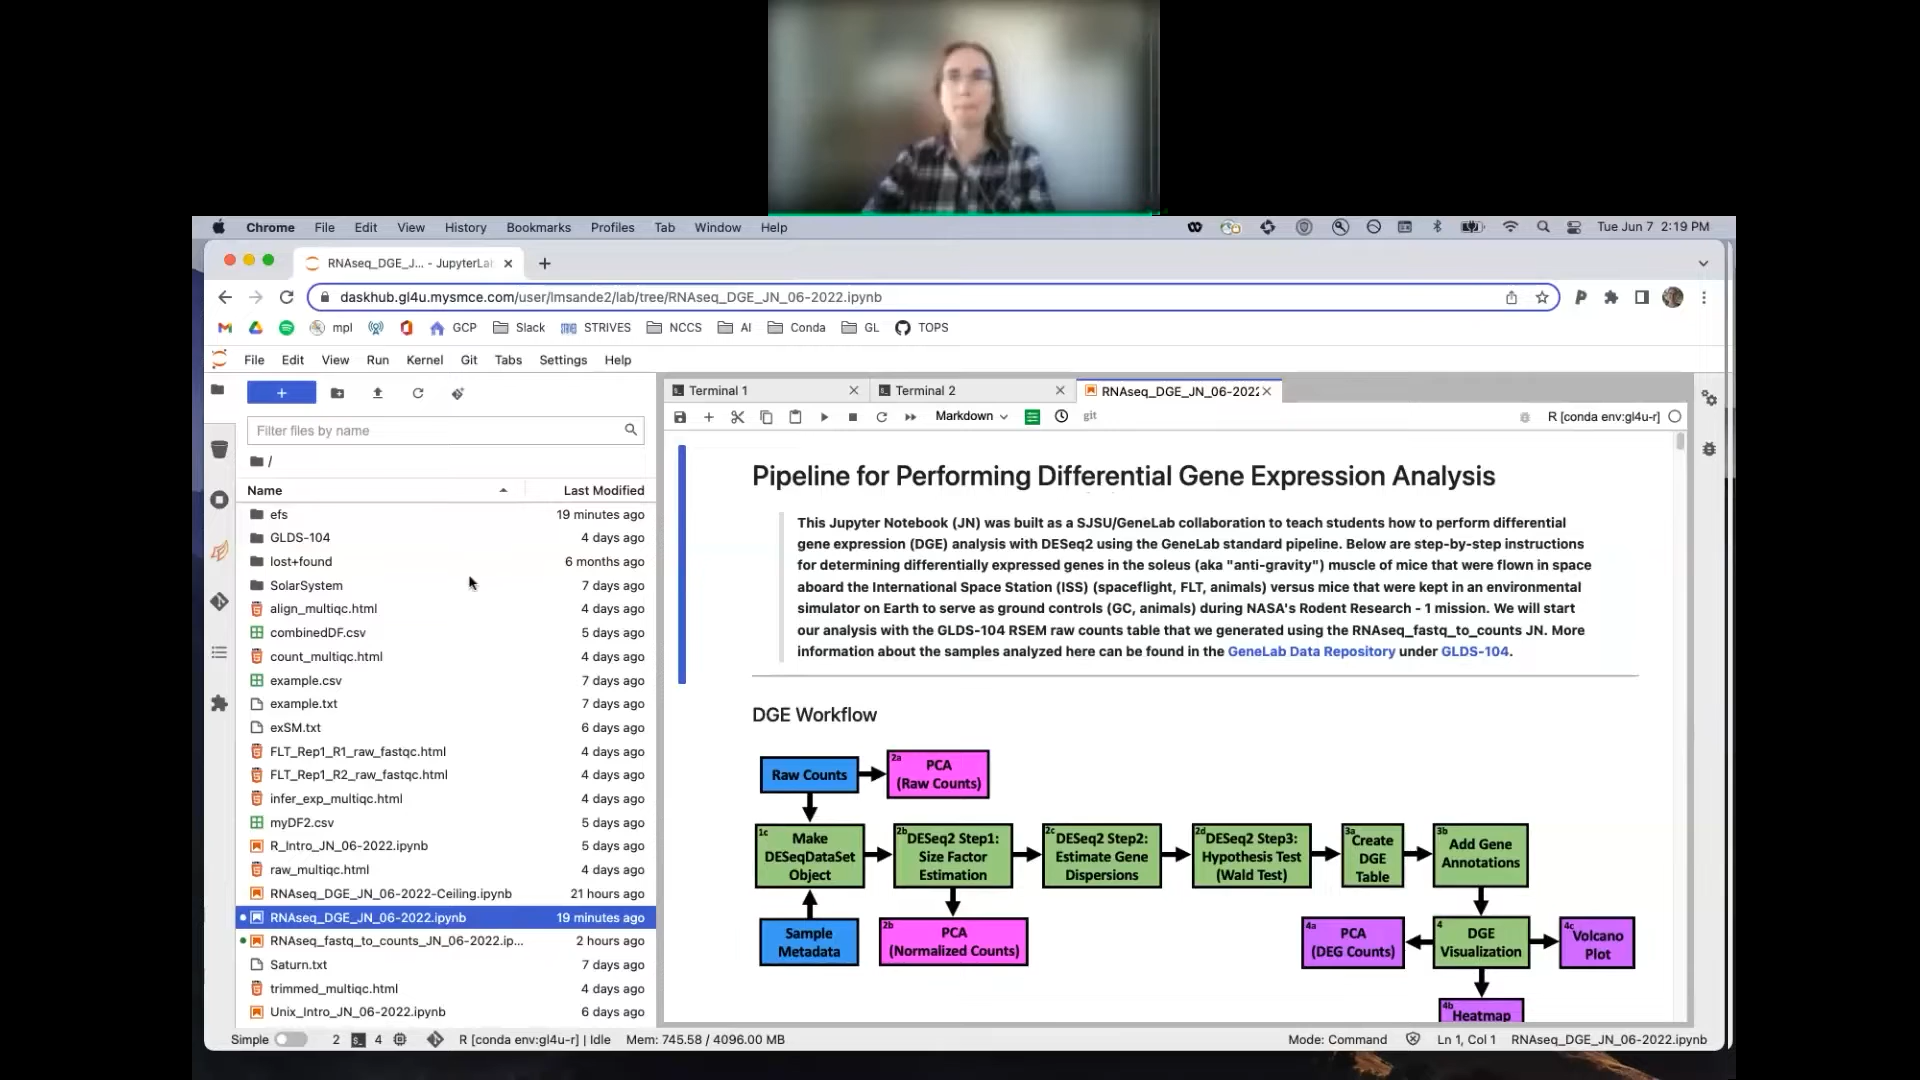 Chrome File Edit View History Bookmarks Profiles Tab Window Help Tue Jun 7 2:19 PM
RNAseq_DGE_J... - JupyterLa
daskhub.gl4u.mysmce.com/user/lmsande2/lab/tree/RNAseq_DGE_JN_06-2022.ipynb
mpl GCP Slack STRIVES NCCS AI Conda GL TOPS
File Edit View Run Kernel Git Tabs Settings Help
Terminal 1 Terminal 2 RNAseq_DGE_JN_06-2022
Markdown git R [conda env:gl4u-r]
Filter files by name
/
Name Last Modified
efs 19 minutes ago
GLDS-104 4 days ago
lost+found 6 months ago
SolarSystem 7 days ago
align_multiqc.html 4 days ago
combinedDF.csv 5 days ago
count_multiqc.html 4 days ago
example.csv 7 days ago
example.txt 7 days ago
exSM.txt 6 days ago
FLT_Rep1_R1_raw_fastqc.html 4 days ago
FLT_Rep1_R2_raw_fastqc.html 4 days ago
infer_exp_multiqc.html 4 days ago
myDF2.csv 5 days ago
R_Intro_JN_06-2022.ipynb 5 days ago
raw_multiqc.html 4 days ago
RNAseq_DGE_JN_06-2022-Ceiling.ipynb 21 hours ago
RNAseq_DGE_JN_06-2022.ipynb 19 minutes ago
RNAseq_fastq_to_counts_JN_06-2022.ip... 2 hours ago
Saturn.txt 7 days ago
trimmed_multiqc.html 4 days ago
Unix_Intro_JN_06-2022.ipynb 6 days ago
Pipeline for Performing Differential Gene Expression Analysis
This Jupyter Notebook (JN) was built as a SJSU/GeneLab collaboration to teach students how to perform differential
gene expression (DGE) analysis with DESeq2 using the GeneLab standard pipeline. Below are step-by-step instructions
for determining differentially expressed genes in the soleus (aka "anti-gravity") muscle of mice that were flown in space
aboard the International Space Station (ISS) (spaceflight, FLT, animals) versus mice that were kept in an environmental
simulator on Earth to serve as ground controls (GC, animals) during NASA's Rodent Research - 1 mission. We will start
our analysis with the GLDS-104 RSEM raw counts table that we generated using the RNAseq_fastq_to_counts JN. More
information about the samples analyzed here can be found in the GeneLab Data Repository under GLDS-104.
DGE Workflow
Raw Counts
2a PCA
(Raw Counts)
1c Make
DESeqDataSet
Object
2b DESeq2 Step1:
Size Factor
Estimation
2c DESeq2 Step2:
Estimate Gene
Dispersions
2d DESeq2 Step3:
Hypothesis Test
(Wald Test)
3a Create
DGE
Table
3b Add Gene
Annotations
Sample
Metadata
2b PCA
(Normalized Counts)
4a PCA
(DEG Counts)
4 DGE
Visualization
4c Volcano
Plot
4b Heatmap
Simple 2 4 R [conda env:gl4u-r] | Idle Mem: 745.58 / 4096.00 MB Mode: Command Ln 1, Col 1 RNAseq_DGE_JN_06-2022.ipynb